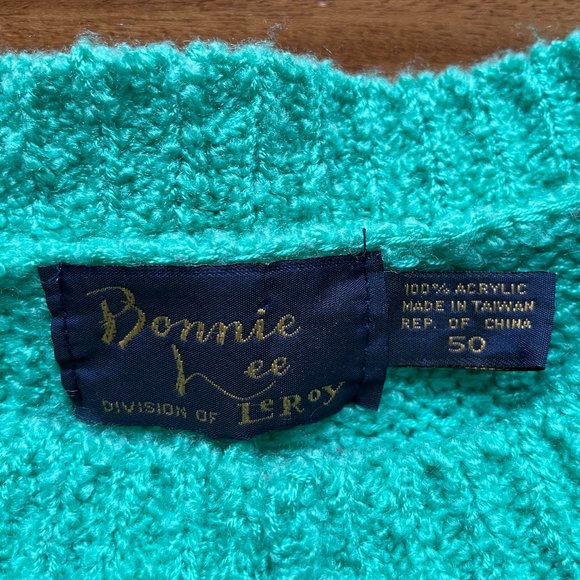 Bonnie
Lee
DIVISION OF LeRoy
100% ACRYLIC
MADE IN TAIWAN
REP. OF CHINA
50